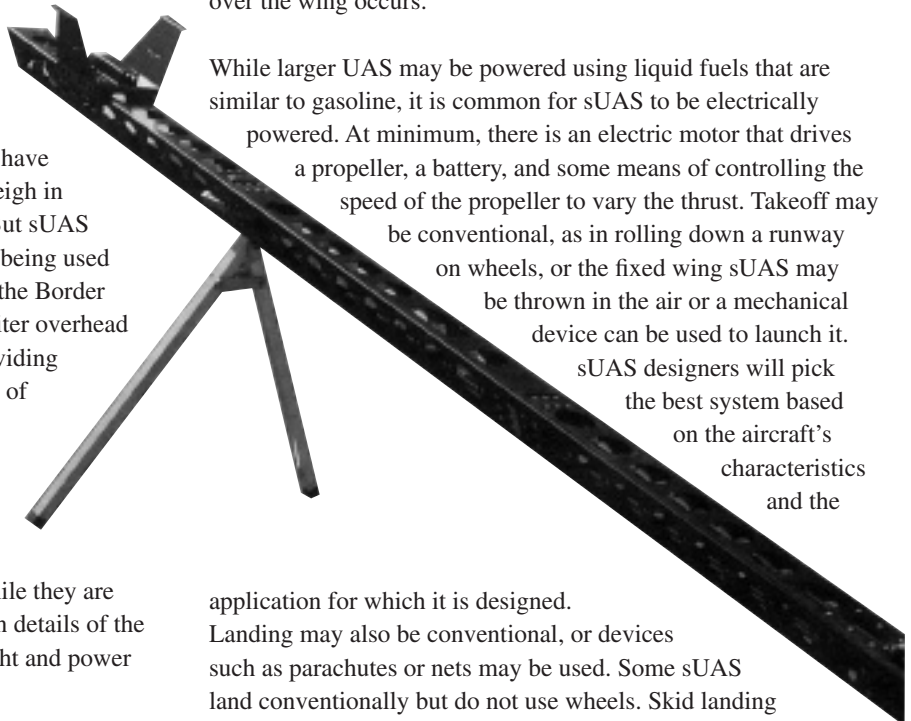 have
eigh in
ut sUAS
being used
the Border
iter overhead
viding
of
ile they are
n details of the
ht and power
over the wing occurs.
While larger UAS may be powered using liquid fuels that are
similar to gasoline, it is common for sUAS to be electrically
powered. At minimum, there is an electric motor that drives
a propeller, a battery, and some means of controlling the
speed of the propeller to vary the thrust. Takeoff may
be conventional, as in rolling down a runway
on wheels, or the fixed wing sUAS may
be thrown in the air or a mechanical
device can be used to launch it.
sUAS designers will pick
the best system based
on the aircraft's
characteristics
and the
application for which it is designed.
Landing may also be conventional, or devices
such as parachutes or nets may be used. Some sUAS
land conventionally but do not use wheels. Skid landing